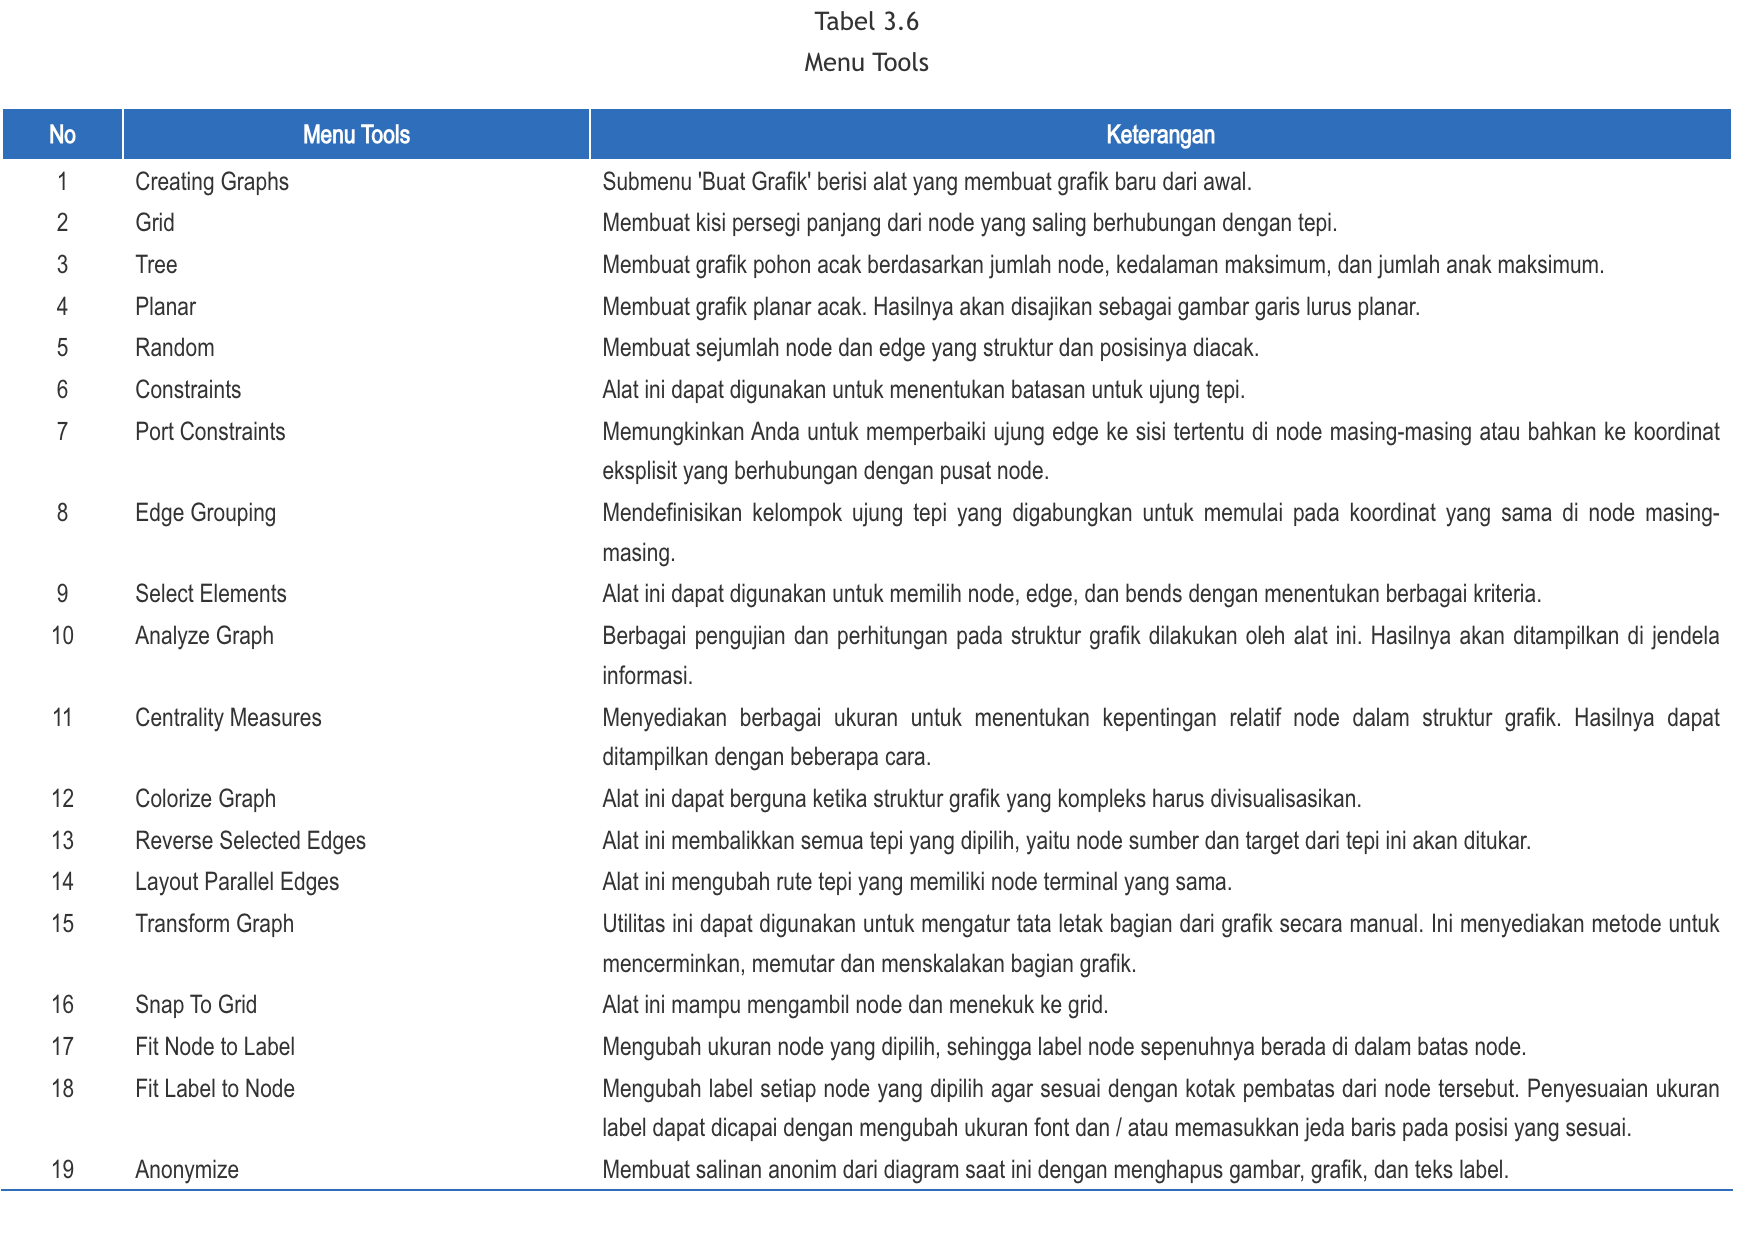 Tabel 3.6
Menu Tools
No Menu Tools Keterangan
1 Creating Graphs Submenu 'Buat Grafik' berisi alat yang membuat grafik baru dari awal.
2 Grid Membuat kisi persegi panjang dari node yang saling berhubungan dengan tepi.
3 Tree Membuat grafik pohon acak berdasarkan jumlah node, kedalaman maksimum, dan jumlah anak maksimum.
4 Planar Membuat grafik planar acak. Hasilnya akan disajikan sebagai gambar garis lurus planar.
5 Random Membuat sejumlah node dan edge yang struktur dan posisinya diacak.
6 Constraints Alat ini dapat digunakan untuk menentukan batasan untuk ujung tepi.
7 Port Constraints Memungkinkan Anda untuk memperbaiki ujung edge ke sisi tertentu di node masing-masing atau bahkan ke koordinat
eksplisit yang berhubungan dengan pusat node.
8 Edge Grouping Mendefinisikan kelompok ujung tepi yang digabungkan untuk memulai pada koordinat yang sama di node masing-
masing.
9 Select Elements Alat ini dapat digunakan untuk memilih node, edge, dan bends dengan menentukan berbagai kriteria.
10 Analyze Graph Berbagai pengujian dan perhitungan pada struktur grafik dilakukan oleh alat ini. Hasilnya akan ditampilkan di jendela
informasi.
11 Centrality Measures Menyediakan berbagai ukuran untuk menentukan kepentingan relatif node dalam struktur grafik. Hasilnya dapat
ditampilkan dengan beberapa cara.
12 Colorize Graph Alat ini dapat berguna ketika struktur grafik yang kompleks harus divisualisasikan.
13 Reverse Selected Edges Alat ini membalikkan semua tepi yang dipilih, yaitu node sumber dan target dari tepi ini akan ditukar.
14 Layout Parallel Edges Alat ini mengubah rute tepi yang memiliki node terminal yang sama.
15 Transform Graph Utilitas ini dapat digunakan untuk mengatur tata letak bagian dari grafik secara manual. Ini menyediakan metode untuk
mencerminkan, memutar dan menskalakan bagian grafik.
16 Snap To Grid Alat ini mampu mengambil node dan menekuk ke grid.
17 Fit Node to Label Mengubah ukuran node yang dipilih, sehingga label node sepenuhnya berada di dalam batas node.
18 Fit Label to Node Mengubah label setiap node yang dipilih agar sesuai dengan kotak pembatas dari node tersebut. Penyesuaian ukuran
label dapat dicapai dengan mengubah ukuran font dan / atau memasukkan jeda baris pada posisi yang sesuai.
19 Anonymize Membuat salinan anonim dari diagram saat ini dengan menghapus gambar, grafik, dan teks label.